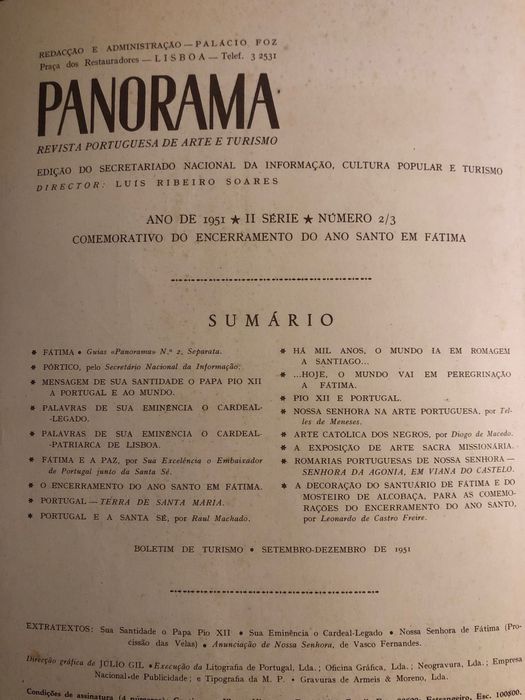 REDACÇÃO E ADMINISTRAÇÃO — PALÁCIO FOZ
Praça dos Restauradores — LISBOA — Telef. 3 2531
PANORAMA
REVISTA PORTUGUESA DE ARTE E TURISMO
EDIÇÃO DO SECRETARIADO NACIONAL DA INFORMAÇÃO, CULTURA POPULAR E TURISMO
DIRECTOR: LUÍS RIBEIRO SOARES
ANO DE 1951 ★ II SÉRIE ★ NÚMERO 2/3
COMEMORATIVO DO ENCERRAMENTO DO ANO SANTO EM FÁTIMA
SUMÁRIO
* FÁTIMA • Guias «Panorama» N.º 2. Separata.
* PÓRTICO, pelo Secretário Nacional da Informação.
* MENSAGEM DE SUA SANTIDADE O PAPA PIO XII
A PORTUGAL E AO MUNDO.
* PALAVRAS DE SUA EMINÊNCIA O CARDEAL-
-LEGADO.
* PALAVRAS DE SUA EMINÊNCIA O CARDEAL-
-PATRIARCA DE LISBOA.
* FÁTIMA E A PAZ, por Sua Excelência o Embaixador
de Portugal junto da Santa Sé.
* O ENCERRAMENTO DO ANO SANTO EM FÁTIMA.
* PORTUGAL — TERRA DE SANTA MARIA.
* PORTUGAL E A SANTA SÉ, por Raul Machado.
* HÁ MIL ANOS, O MUNDO IA EM ROMAGEM
A SANTIAGO...
* ...HOJE, O MUNDO VAI EM PEREGRINAÇÃO
A FÁTIMA.
* PIO XII E PORTUGAL.
* NOSSA SENHORA NA ARTE PORTUGUESA, por Tel-
les de Meneses.
* ARTE CATÓLICA DOS NEGROS, por Diogo de Macedo.
* A EXPOSIÇÃO DE ARTE SACRA MISSIONÁRIA.
* ROMARIAS PORTUGUESAS DE NOSSA SENHORA —
SENHORA DA AGONIA, EM VIANA DO CASTELO.
* A DECORAÇÃO DO SANTUÁRIO DE FÁTIMA E DO
MOSTEIRO DE ALCOBAÇA, PARA AS COMEMO-
RAÇÕES DO ENCERRAMENTO DO ANO SANTO,
por Leonardo de Castro Freire.
BOLETIM DE TURISMO • SETEMBRO-DEZEMBRO DE 1951
EXTRATEXTOS: Sua Santidade o Papa Pio XII • Sua Eminência o Cardeal-Legado • Nossa Senhora de Fátima (Pro-
cissão das Velas) • Anunciação de Nossa Senhora, de Vasco Fernandes.
Direcção gráfica de JÚLIO GIL • Execução da Litografia de Portugal, Lda.; Oficina Gráfica, Lda.; Neogravura, Lda.; Empresa
Nacional de Publicidade; e Tipografia da M. P. • Gravuras de Armeis & Moreno, Lda.
Condições de assinatura (4 números)
Estrangeiro, Esc. 100$00.